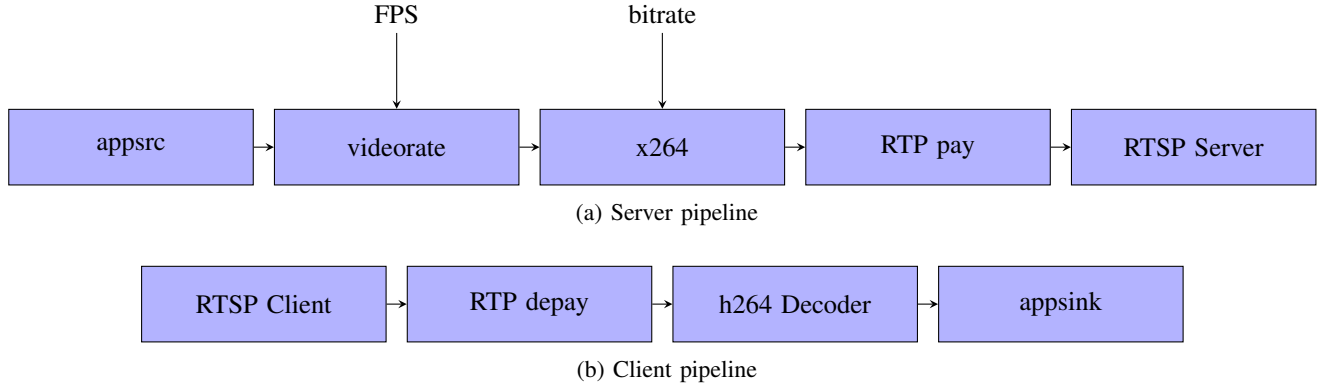 FPS
bitrate
appsrc
videorate
x264
RTP pay
RTSP Server
(a) Server pipeline
RTSP Client
RTP depay
h264 Decoder
appsink
(b) Client pipeline